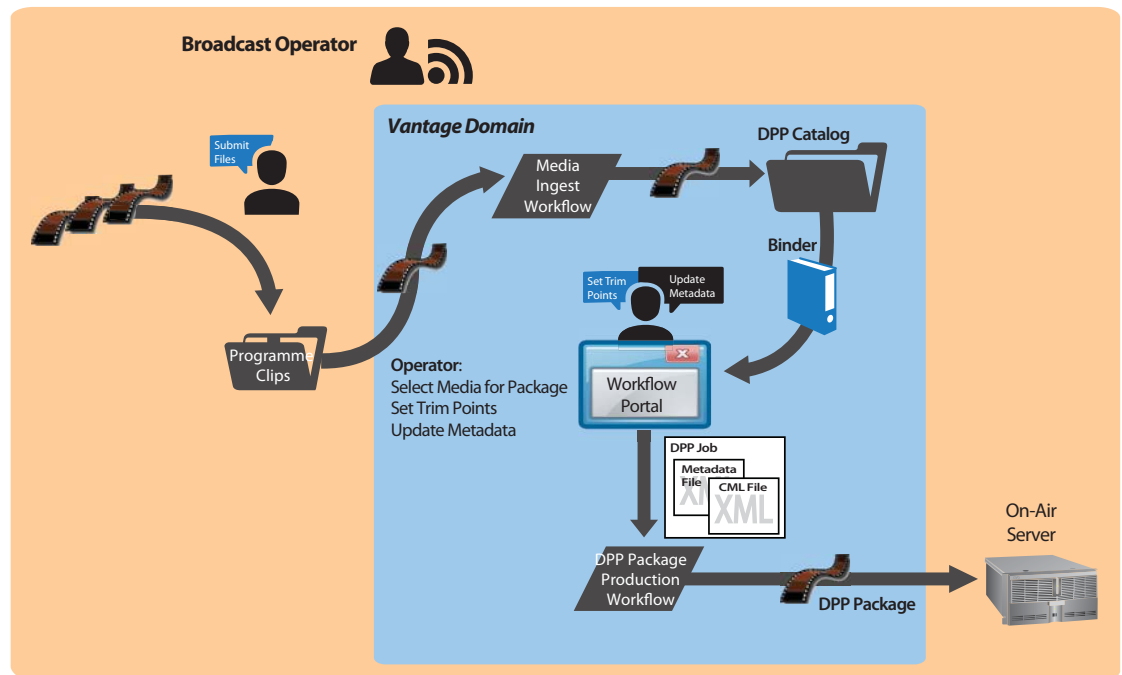 Broadcast Operator
Vantage Domain
Submit
Files
Media
Ingest
Workflow
DPP Catalog
Binder
Set Trim
Points
Update
Metadata
Programme
Clips
Operator:
Select Media for Package
Set Trim Points
Update Metadata
Workflow
Portal
DPP Job
Metadata
File
XML
CML File
XML
DPP Package
Production
Workflow
DPP Package
On-Air
Server